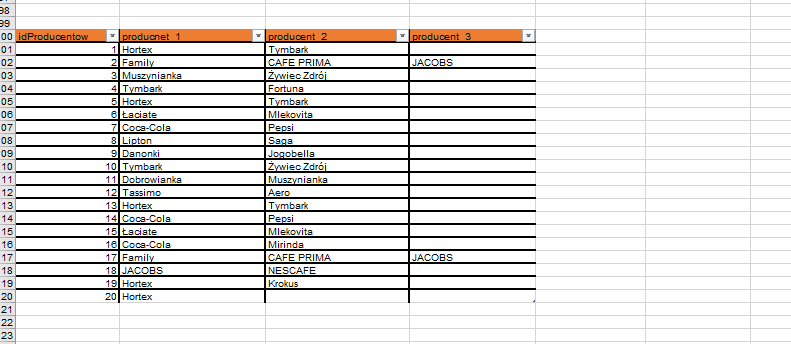 98
99
00 idProducentow producnet_1 producent_2 producent_3
01 1 Hortex Tymbark
02 2 Family CAFE PRIMA JACOBS
03 3 Muszynianka Żywiec Zdrój
04 4 Tymbark Fortuna
05 5 Hortex Tymbark
06 6 Łaciate Mlekovita
07 7 Coca-Cola Pepsi
08 8 Lipton Saga
09 9 Danonki Jogobella
10 10 Tymbark Żywiec Zdrój
11 11 Dobrowianka Muszynianka
12 12 Tassimo Aero
13 13 Hortex Tymbark
14 14 Coca-Cola Pepsi
15 15 Łaciate Mlekovita
16 16 Coca-Cola Mirinda
17 17 Family CAFE PRIMA JACOBS
18 18 JACOBS NESCAFE
19 19 Hortex Krokus
20 20 Hortex
21
22
23